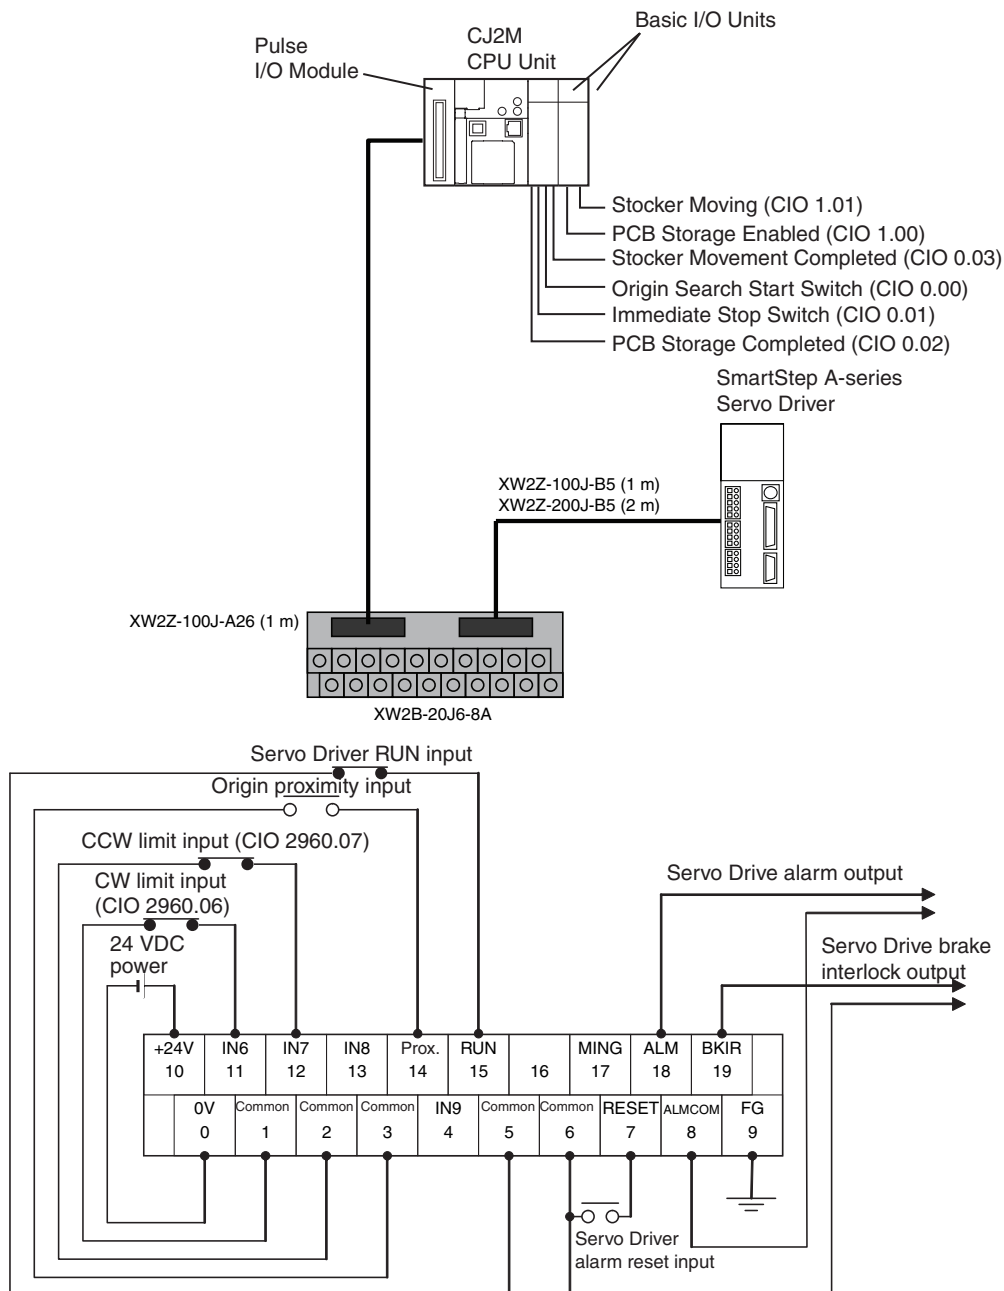 Pulse
I/O Module
CJ2M
CPU Unit
Basic I/O Units
Stocker Moving (CIO 1.01)
PCB Storage Enabled (CIO 1.00)
Stocker Movement Completed (CIO 0.03)
Origin Search Start Switch (CIO 0.00)
Immediate Stop Switch (CIO 0.01)
PCB Storage Completed (CIO 0.02)
SmartStep A-series
Servo Driver
XW2Z-100J-B5 (1 m)
XW2Z-200J-B5 (2 m)
XW2Z-100J-A26 (1 m)
XW2B-20J6-8A
Servo Driver RUN input
Origin proximity input
CCW limit input (CIO 2960.07)
CW limit input
(CIO 2960.06)
24 VDC
power
Servo Drive alarm output
Servo Drive brake
interlock output
+24V IN6 IN7 IN8 Prox. RUN MING ALM BKIR
10 11 12 13 14 15 16 17 18 19
0V Common Common Common IN9 Common Common RESET ALMCOM FG
0 1 2 3 4 5 6 7 8 9
Servo Driver
alarm reset input